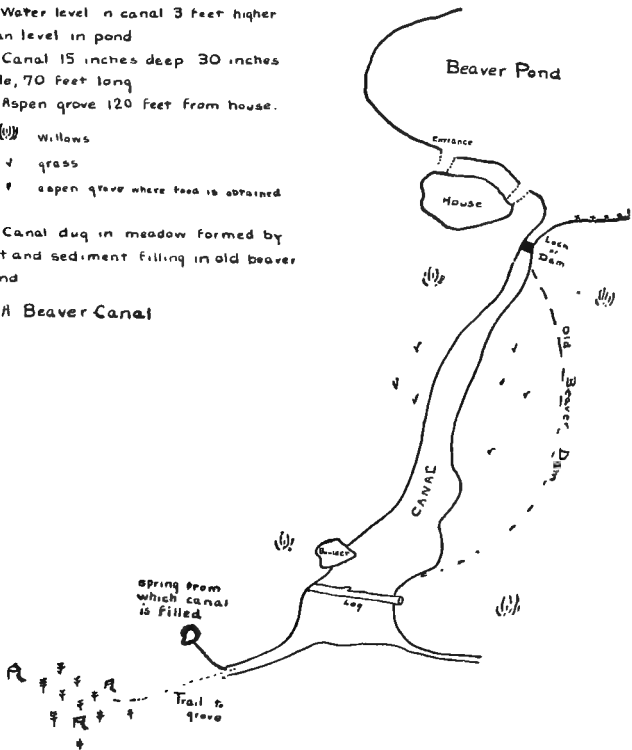 Water level n canal 3 feet higher
an level in pond
Canal 15 inches deep 30 inches
le, 70 feet long
Aspen grove 120 feet from house.
willows
grass
aspen grove where food is obtained
Canal dug in meadow formed by
t and sediment filling in old beaver
nd
A Beaver Canal
Beaver Pond
Entrance
House
Lock
or
Dam
Old Beaver Dam
CANAL
Boulder
Log
spring from
which canal
is filled
Trail to
grove